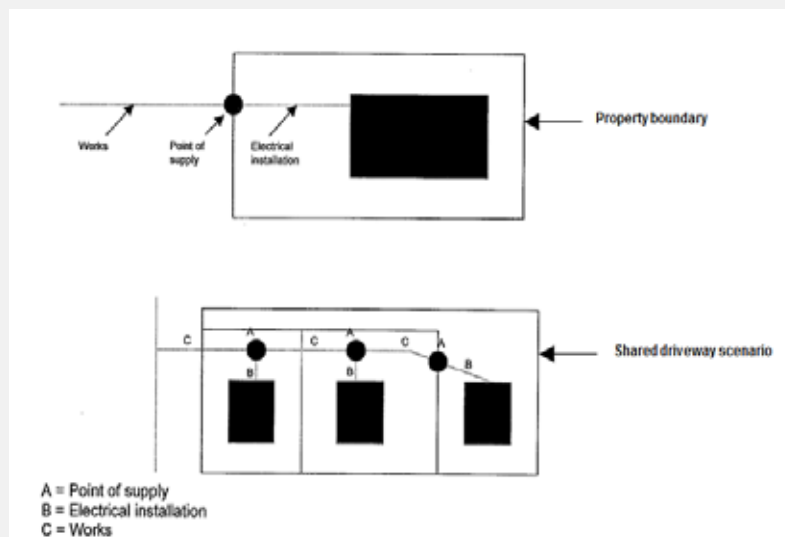 Property boundary
Works
Point of
supply
Electrical
installation
C
A
C
A
C
A
B
B
B
Shared driveway scenario
A = Point of supply
B = Electrical installation
C = Works